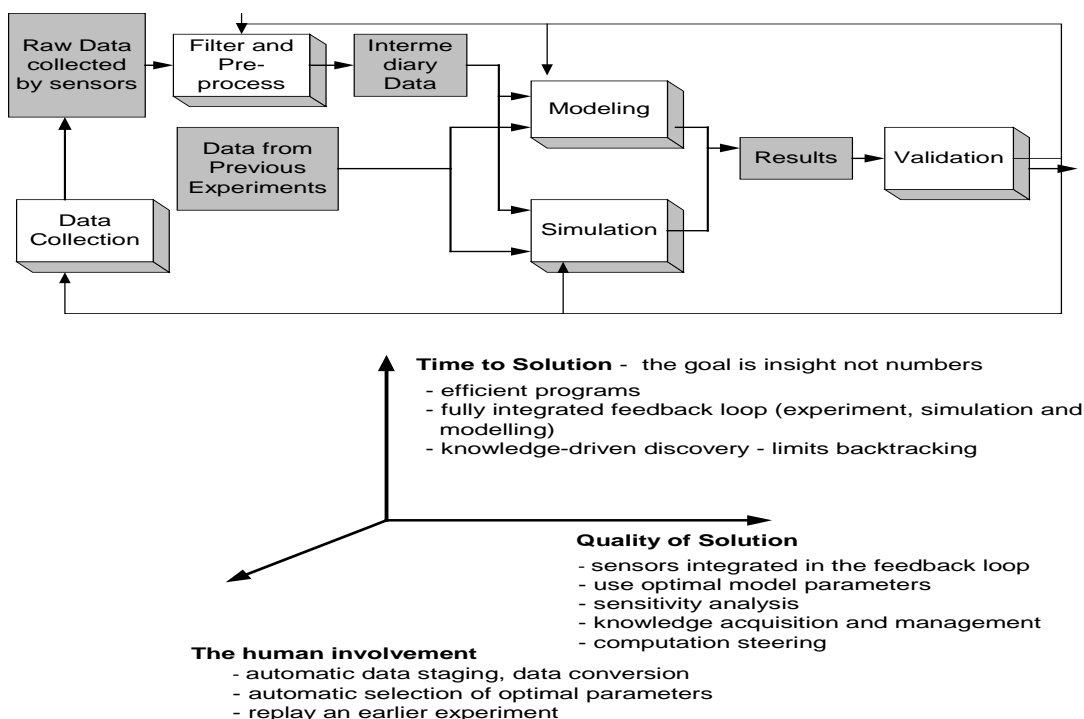 Raw Data
collected
by sensors
Filter and
Pre-
process
Interme
diary
Data
Modeling
Data from
Previous
Experiments
Results
Validation
Data
Collection
Simulation
Time to Solution - the goal is insight not numbers
- efficient programs
- fully integrated feedback loop (experiment, simulation and
modelling)
- knowledge-driven discovery - limits backtracking
Quality of Solution
- sensors integrated in the feedback loop
- use optimal model parameters
- sensitivity analysis
- knowledge acquisition and management
- computation steering
The human involvement
- automatic data staging, data conversion
- automatic selection of optimal parameters
- replay an earlier experiment